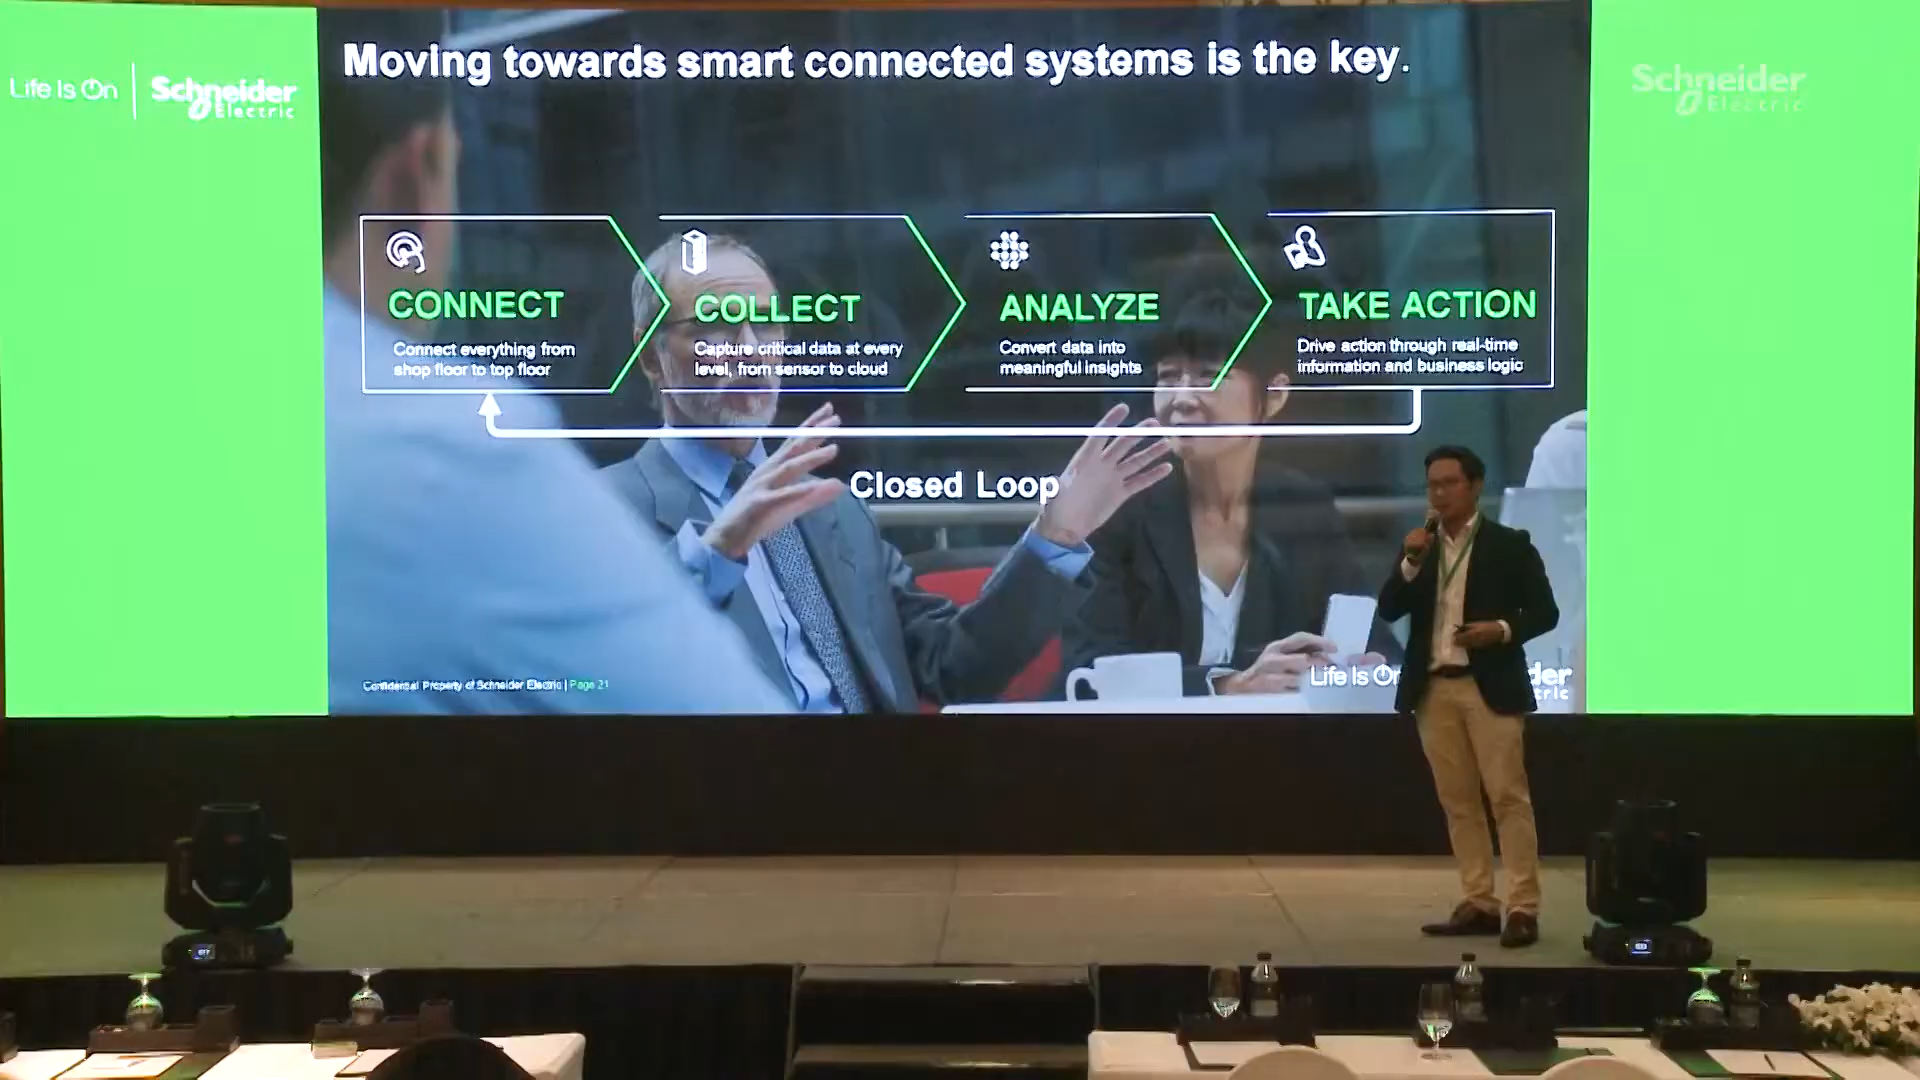 Moving towards smart connected systems is the key.
Life Is On
Schneider
Electric
Schneider
Electric
CONNECT
Connect everything from
shop floor to top floor
COLLECT
Capture critical data at every
level, from sensor to cloud
ANALYZE
Convert data into
meaningful insights
TAKE ACTION
Drive action through real-time
information and business logic
Closed Loop
Confidential Property of Schneider Electric | Page 21
Life Is On